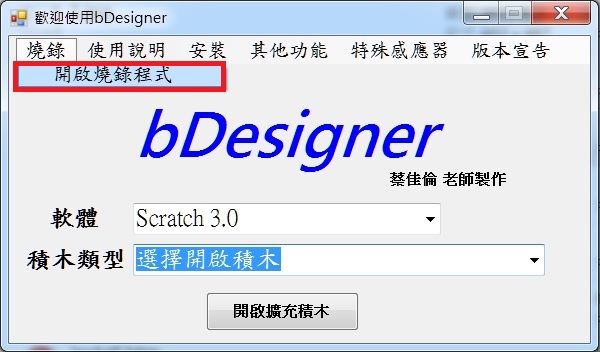 歡迎使用bDesigner
燒錄 使用說明 安裝 其他功能 特殊感應器 版本宣告
開啟燒錄程式
bDesigner
蔡佳倫 老師製作
軟體 Scratch 3.0
積木類型 選擇開啟積木
開啟擴充積木